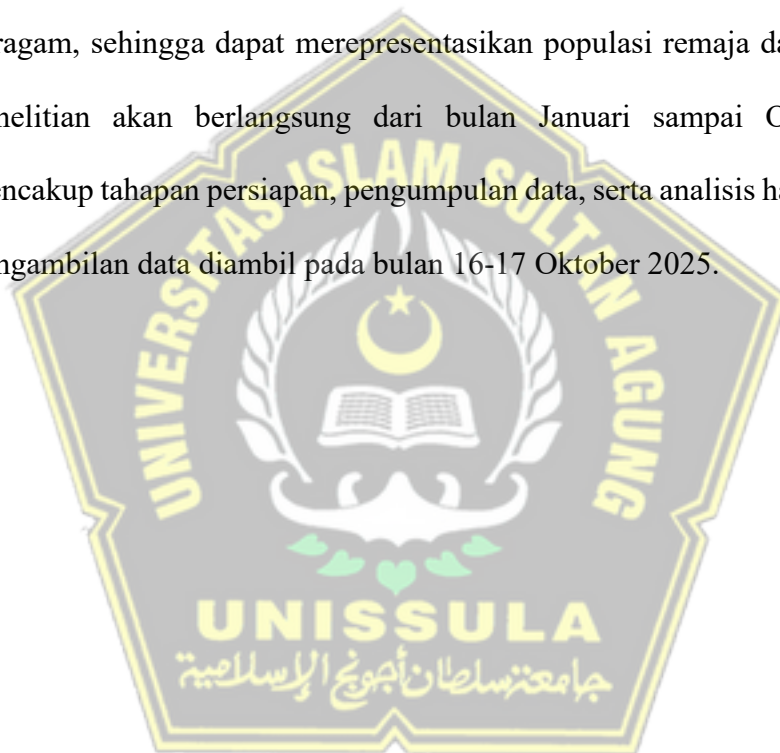 ragam, sehingga dapat merepresentasikan populasi remaja da
nelitian akan berlangsung dari bulan Januari sampai O
encakup tahapan persiapan, pengumpulan data, serta analisis ha
ngambilan data diambil pada bulan 16-17 Oktober 2025.
UNIVERSITAS ISLAM SULTAN AGUNG
UNISSULA
جامعة سلطان أجونج الإسلامية